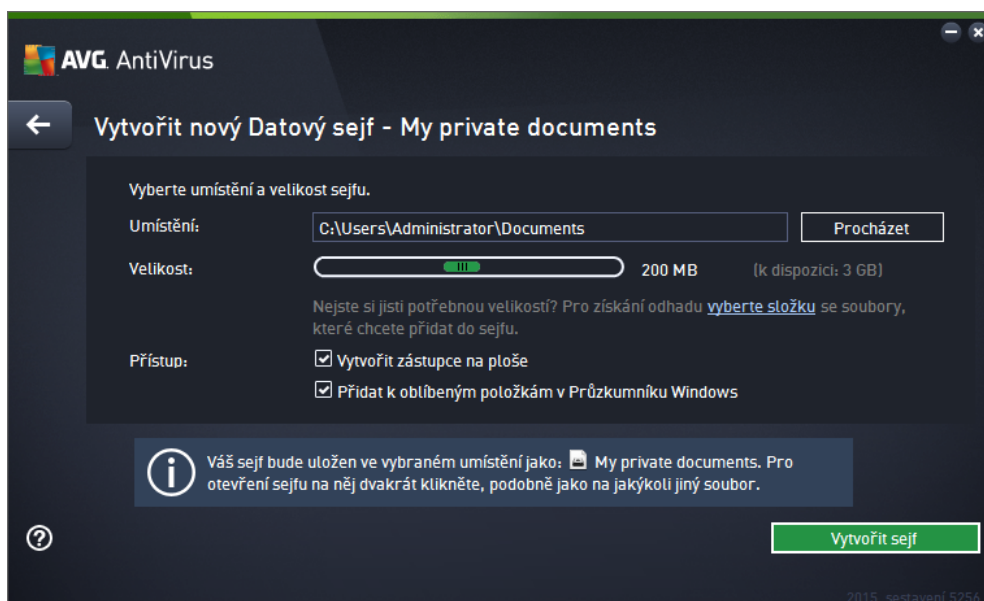 AVG. AntiVirus
Vytvořit nový Datový sejf - My private documents
Vyberte umístění a velikost sejfu.
Umístění: C:\Users\Administrator\Documents Procházet
Velikost: 200 MB (k dispozici: 3 GB)
Nejste si jisti potřebnou velikostí? Pro získání odhadu vyberte složku se soubory,
které chcete přidat do sejfu.
Přístup: Vytvořit zástupce na ploše
Přidat k oblíbeným položkám v Průzkumníku Windows
Váš sejf bude uložen ve vybraném umístění jako: My private documents. Pro
otevření sejfu na něj dvakrát klikněte, podobně jako na jakýkoli jiný soubor.
?
Vytvořit sejf
2015, sestavení 5256